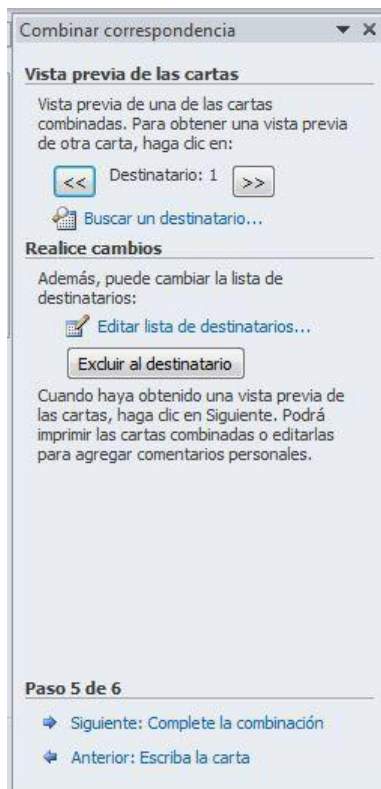 Combinar correspondencia
Vista previa de las cartas
Vista previa de una de las cartas
combinadas. Para obtener una vista previa
de otra carta, haga clic en:
<< Destinatario: 1 >>
Buscar un destinatario...
Realice cambios
Además, puede cambiar la lista de
destinatarios:
Editar lista de destinatarios...
Excluir al destinatario
Cuando haya obtenido una vista previa de
las cartas, haga clic en Siguiente. Podrá
imprimir las cartas combinadas o editarlas
para agregar comentarios personales.
Paso 5 de 6
Siguiente: Complete la combinación
Anterior: Escriba la carta